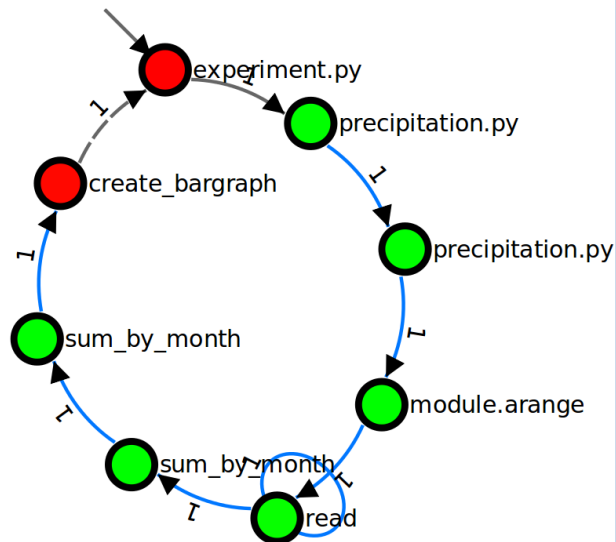 experiment.py
1
precipitation.py
1
precipitation.py
1
module.arange
1
read
1
1
sum_by_month
1
sum_by_month
1
create_bargraph
1